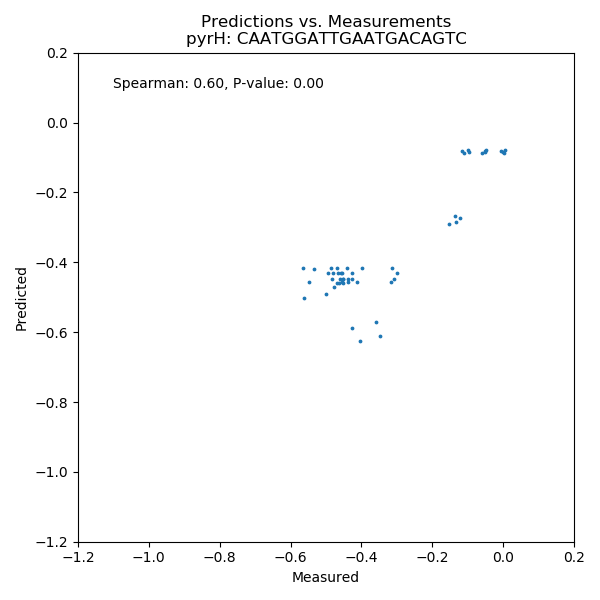 Predictions vs. Measurements
pyrH: CAATGGATTGAATGACAGTC
Spearman: 0.60, P-value: 0.00
0.2
0.0
−0.2
−0.4
−0.6
−0.8
−1.0
−1.2
Predicted
−1.2 −1.0 −0.8 −0.6 −0.4 −0.2 0.0 0.2
Measured